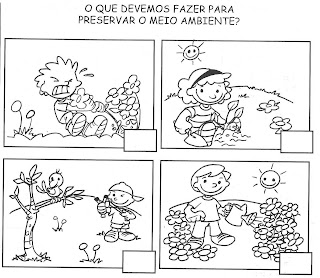 O QUE DEVEMOS FAZER PARA
PRESERVAR O MEIO AMBIENTE?